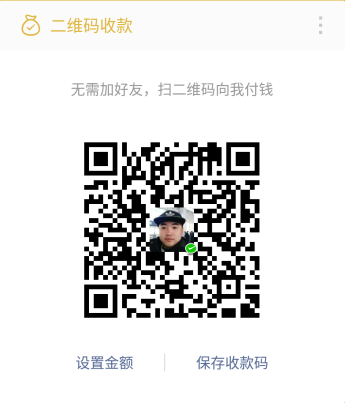 二维码收款
无需加好友，扫二维码向我付钱
设置金额
保存收款码